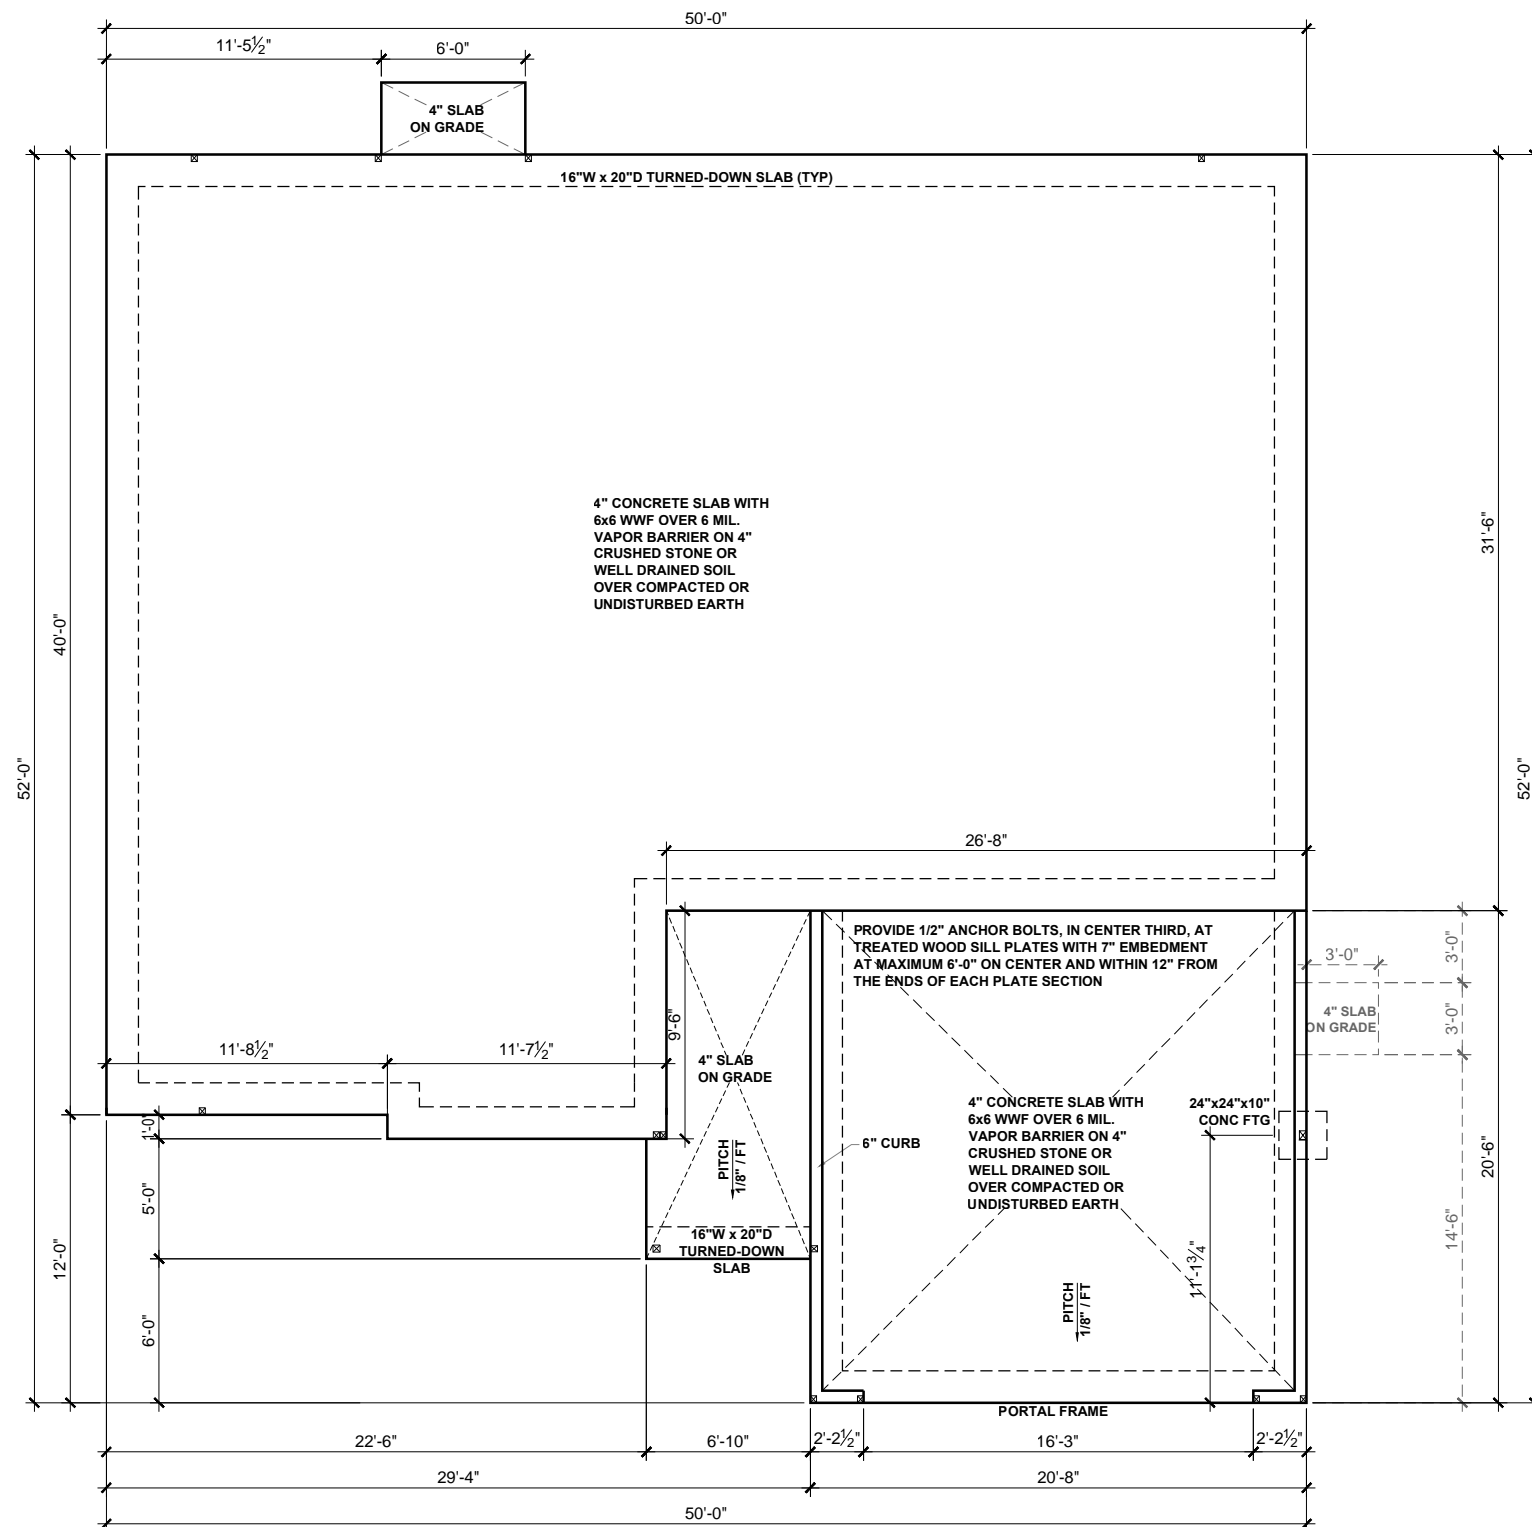 50'-0"
11'-5½"
6'-0"
4" SLAB
ON GRADE
16"W x 20"D TURNED-DOWN SLAB (TYP)
4" CONCRETE SLAB WITH
6x6 WWF OVER 6 MIL.
VAPOR BARRIER ON 4"
CRUSHED STONE OR
WELL DRAINED SOIL
OVER COMPACTED OR
UNDISTURBED EARTH
31'-6"
40'-0"
52'-0"
52'-0"
26'-8"
PROVIDE 1/2" ANCHOR BOLTS, IN CENTER THIRD, AT
TREATED WOOD SILL PLATES WITH 7" EMBEDMENT
AT MAXIMUM 6'-0" ON CENTER AND WITHIN 12" FROM
THE ENDS OF EACH PLATE SECTION
3'-0"
3'-0"
4" SLAB
ON GRADE
3'-0"
9'-6"
11'-8½"
11'-7½"
4" SLAB
ON GRADE
4" CONCRETE SLAB WITH
6x6 WWF OVER 6 MIL.
VAPOR BARRIER ON 4"
CRUSHED STONE OR
WELL DRAINED SOIL
OVER COMPACTED OR
UNDISTURBED EARTH
24"x24"x10"
CONC FTG
1'-0"
6" CURB
PITCH
1/8" / FT
20'-6"
5'-0"
14'-6"
16"W x 20"D
TURNED-DOWN
SLAB
11'-1¾"
12'-0"
6'-0"
PITCH
1/8" / FT
PORTAL FRAME
22'-6"
6'-10"
2'-2½"
16'-3"
2'-2½"
29'-4"
20'-8"
50'-0"